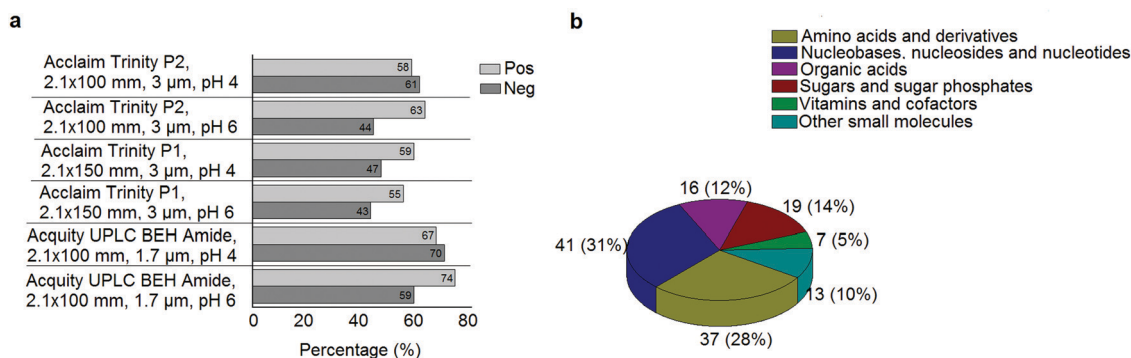 a
Acclaim Trinity P2,
2.1x100 mm, 3 µm, pH 4
58
61
Acclaim Trinity P2,
2.1x100 mm, 3 µm, pH 6
63
44
Acclaim Trinity P1,
2.1x150 mm, 3 µm, pH 4
59
47
Acclaim Trinity P1,
2.1x150 mm, 3 µm, pH 6
55
43
Acquity UPLC BEH Amide,
2.1x100 mm, 1.7 µm, pH 4
67
70
Acquity UPLC BEH Amide,
2.1x100 mm, 1.7 µm, pH 6
74
59
0 20 40 60 80
Percentage (%)
Pos
Neg
b
Amino acids and derivatives
Nucleobases, nucleosides and nucleotides
Organic acids
Sugars and sugar phosphates
Vitamins and cofactors
Other small molecules
16 (12%)
19 (14%)
41 (31%)
7 (5%)
13 (10%)
37 (28%)